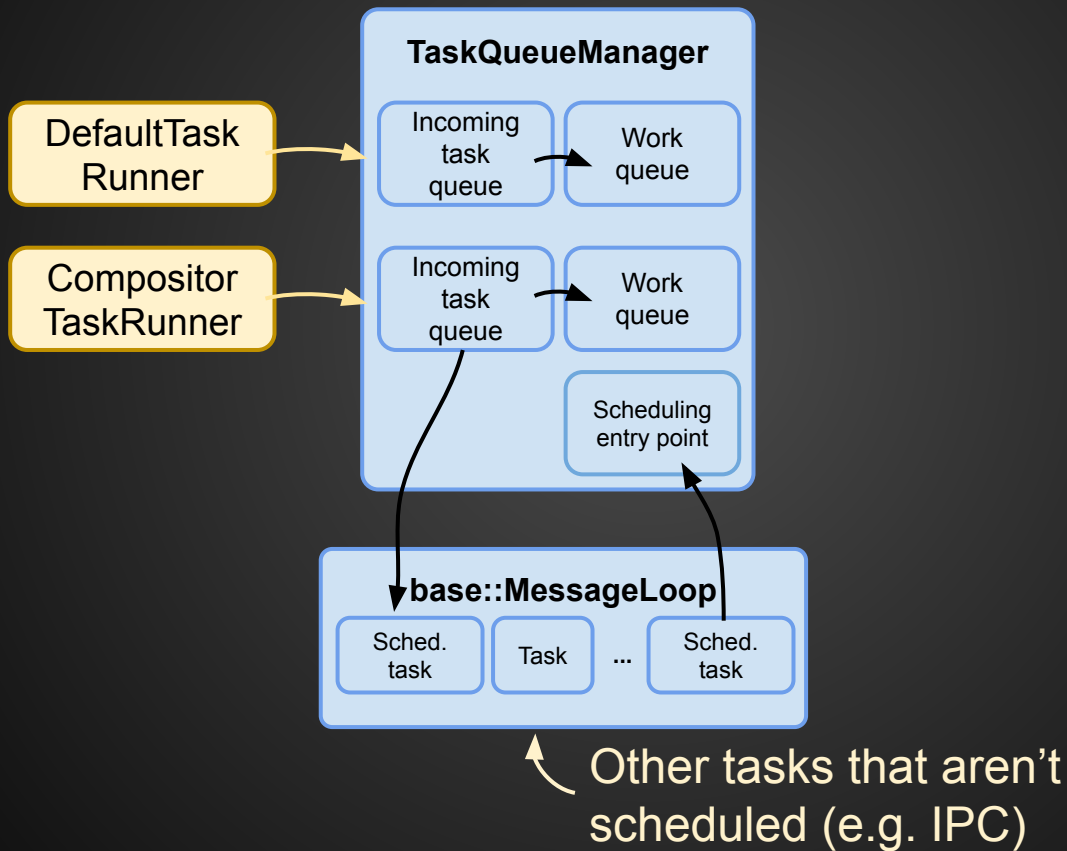 TaskQueueManager
DefaultTask
Runner
Incoming
task
queue
Work
queue
Compositor
TaskRunner
Incoming
task
queue
Work
queue
Scheduling
entry point
base::MessageLoop
Sched.
task
Task
...
Sched.
task
Other tasks that aren’t
scheduled (e.g. IPC)